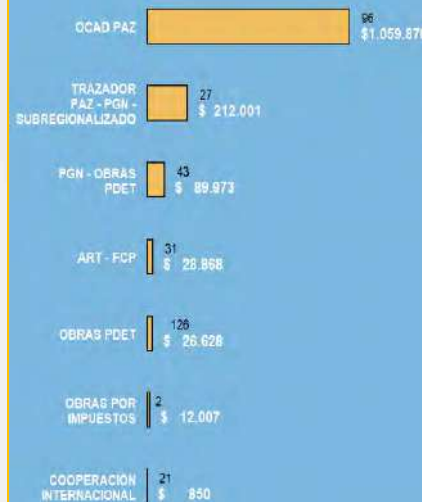 OCAD PAZ
96
$1.059.870
TRAZADOR
PAZ - PGN -
SUBREGIONALIZADO
27
$ 212.001
PGN - OBRAS
PDET
43
$ 89.973
ART - FCP
31
$ 28.868
OBRAS PDET
126
$ 26.628
OBRAS POR
IMPUESTOS
2
$ 12.007
COOPERACIÓN
INTERNACIONAL
21
$ 850